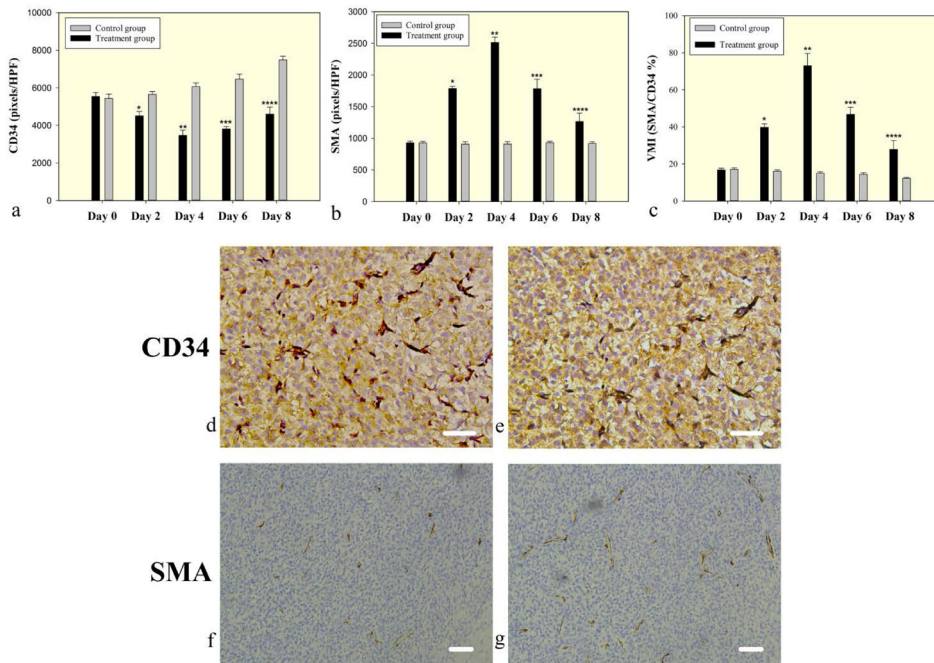 Control group
Treatment group
CD34 (pixels/HPF)
10000
8000
6000
4000
2000
0
*
**
***
****
Day 0 Day 2 Day 4 Day 6 Day 8
a
Control group
Treatment group
SMA (pixels/HPF)
3000
2500
2000
1500
1000
500
0
*
**
***
****
Day 0 Day 2 Day 4 Day 6 Day 8
b
Control group
Treatment group
VMI (SMA/CD34 %)
100
80
60
40
20
0
*
**
***
****
Day 0 Day 2 Day 4 Day 6 Day 8
c
CD34
d
e
SMA
f
g